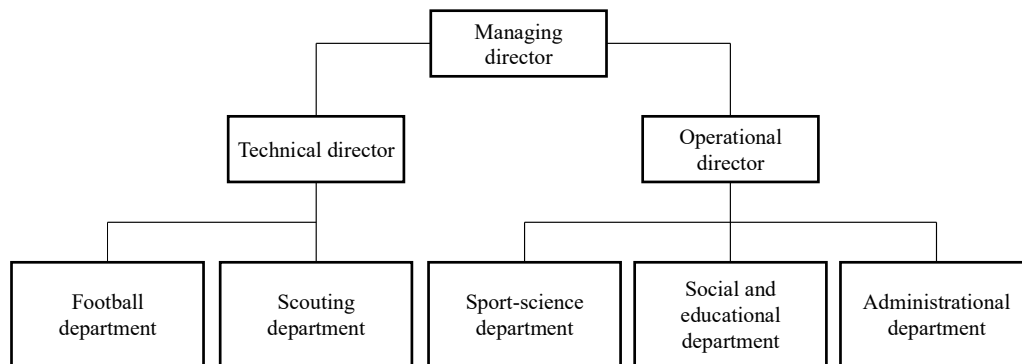 Managing
director
Technical director
Operational
director
Football
department
Scouting
department
Sport-science
department
Social and
educational
department
Administrational
department